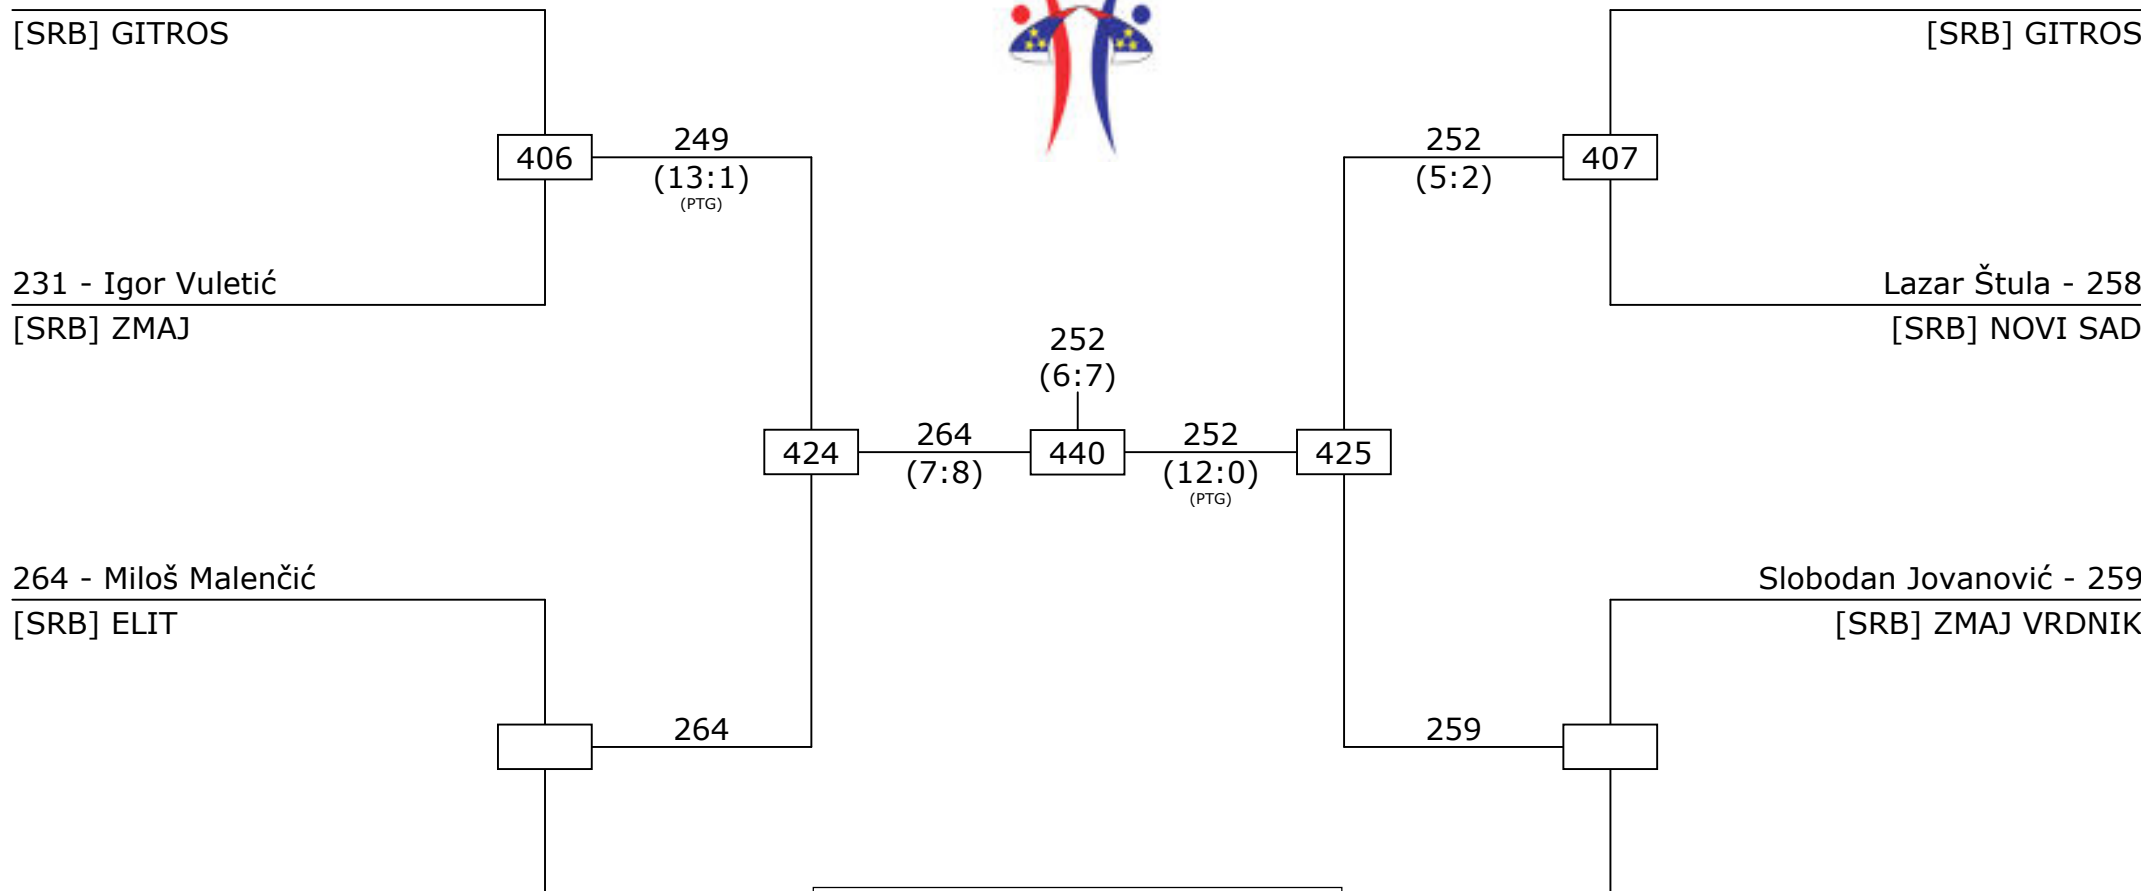 [SRB] GITROS
[SRB] GITROS
406
249
(13:1)
(PTG)
252
(5:2)
407
231 - Igor Vuletić
[SRB] ZMAJ
Lazar Štula - 258
[SRB] NOVI SAD
252
(6:7)
424
264
(7:8)
440
252
(12:0)
(PTG)
425
264 - Miloš Malenčić
[SRB] ELIT
Slobodan Jovanović - 259
[SRB] ZMAJ VRDNIK
264
259